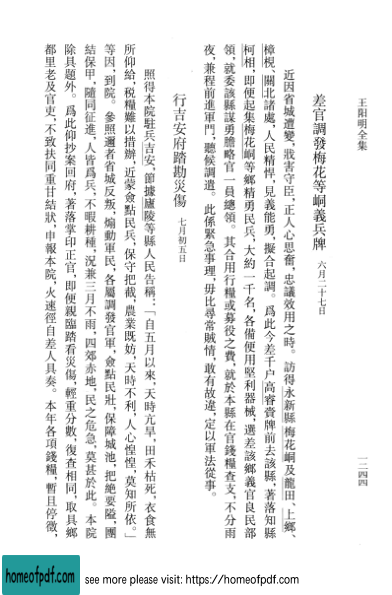 王阳明全集
一二四四
差官調發梅花等峒義兵牌 六月二十七日
近因省城遭變,戕害守臣,正人心思奮,忠議效用之時。訪得永新縣梅花峒及龍田、上鄉、
樟梘、關北諸處,人民精悍,見義能勇,擬合起調。爲此今差千户高睿賫牌前去該縣,著落知縣
柯相,即便起集梅花峒等鄉精勇民兵,大約一千名,各備便用堅利器械,選差該鄉義官良民部
領,就委該縣謀勇膽略官一員總領。其合用行糧或募役之費,就於本縣在官錢糧查支,不分雨
夜,兼程前進軍門,聽候調遣。此係緊急事理,毋比尋常賊情,敢有故違,定以軍法從事。
行吉安府踏勘災傷 七月初五日
照得本院駐兵吉安,節據廬陵等縣人民告稱:「自五月以來,天時亢旱,田禾枯死,衣食無
所仰給,税糧難以措辦,近蒙僉點民兵,保守把截,農業既妨,天時不利,人心惶惶,莫知所依。」
等因,到院。參照邇者省城反叛,煽動軍民,各屬調發官軍,僉點民壯,保障城池,把絶要隘,團
結保甲,隨同征進,人皆爲兵,不暇耕種,況兼三月不雨,四郊赤地,民之危急,莫甚於此。本院
除具題外。爲此仰抄案回府,著落掌印正官,即便親臨踏看災傷,輕重分數,復查相同,取具鄉
都里老及官吏,不致扶同重甘結狀,申報本院,火速徑自差人具奏。本年各項錢糧,暫且停徵,
homeofpdf.com
see more please visit: https://homeofpdf.com